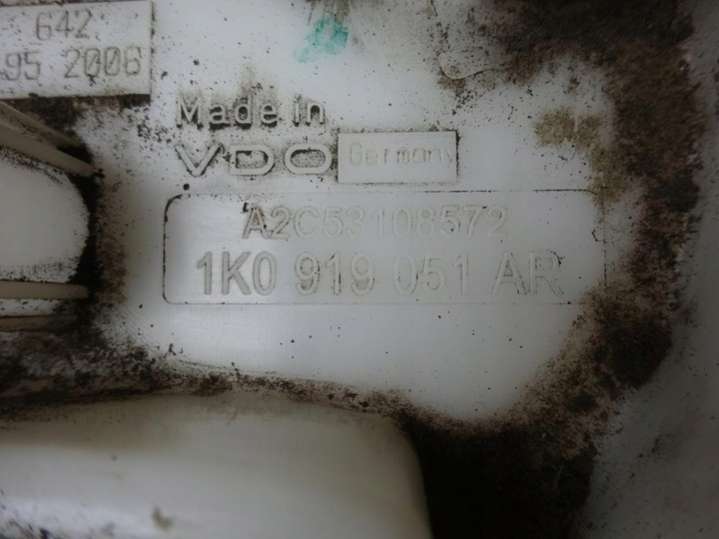 642
.95 2006
Made in
VDO Germany
A2C53108572
1K0 919 051 AR